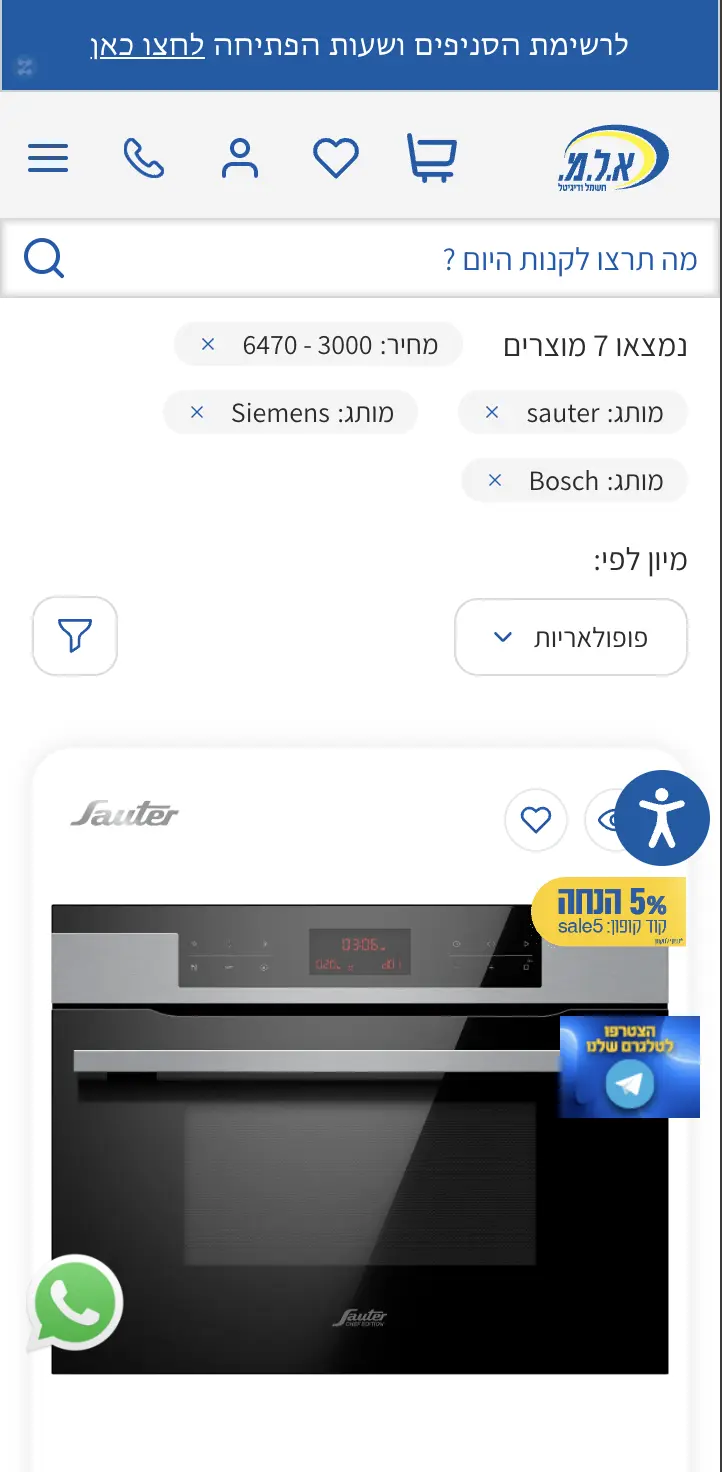 לרשימת הסניפים ושעות הפתיחה לחצו כאן
א.ל.מ.
חשמל ודיגיטל
מה תרצו לקנות היום ?
נמצאו 7 מוצרים
מחיר: 3000 - 6470 ×
מותג: sauter ×
מותג: Siemens ×
מותג: Bosch ×
מיון לפי:
פופולאריות
Sauter
5% הנחה
קוד קופון: sale5
03:06
הצטרפו
לטלגרם שלנו
Sauter
CHEF EDITION